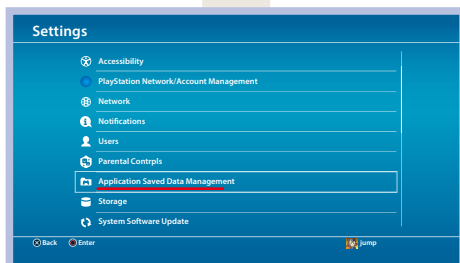 Settings
Accessibility
PlayStation Network/Account Management
Network
Notifications
Users
Parental Contrpls
Application Saved Data Management
Storage
System Software Update
Back Enter jump